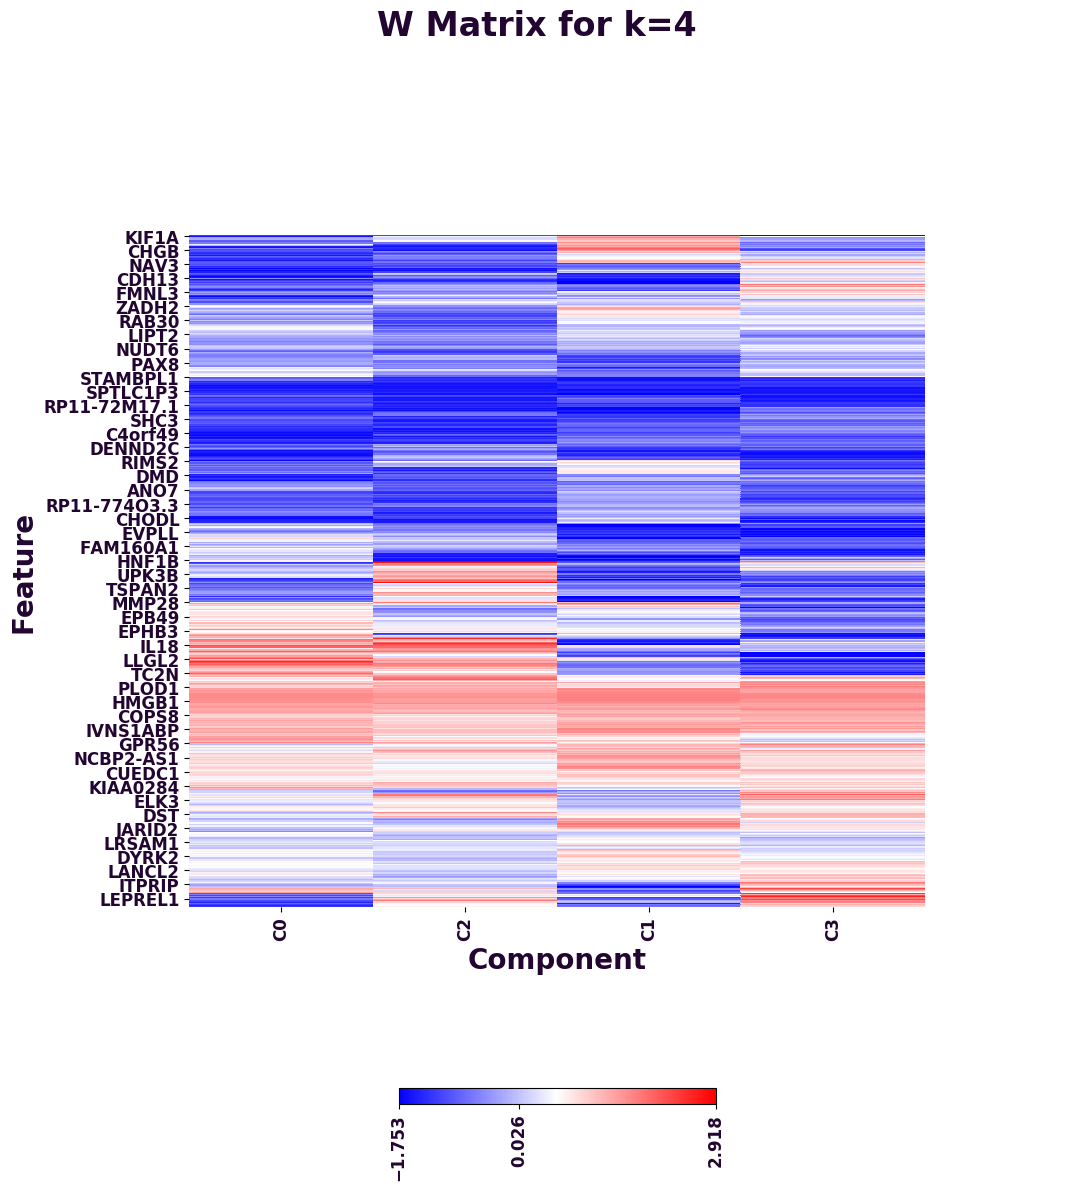 W Matrix for k=4
Feature
KIF1A
CHGB
NAV3
CDH13
FMNL3
ZADH2
RAB30
LIPT2
NUDT6
PAX8
STAMBPL1
SPTLC1P3
RP11-72M17.1
SHC3
C4orf49
DENND2C
RIMS2
DMD
ANO7
RP11-774O3.3
CHODL
EVPLL
FAM160A1
HNF1B
UPK3B
TSPAN2
MMP28
EPB49
EPHB3
IL18
LLGL2
TC2N
PLOD1
HMGB1
COPS8
IVNS1ABP
GPR56
NCBP2-AS1
CUEDC1
KIAA0284
ELK3
DST
JARID2
LRSAM1
DYRK2
LANCL2
ITPRIP
LEPREL1
C0 C2 C1 C3
Component
−1.753 0.026 2.918